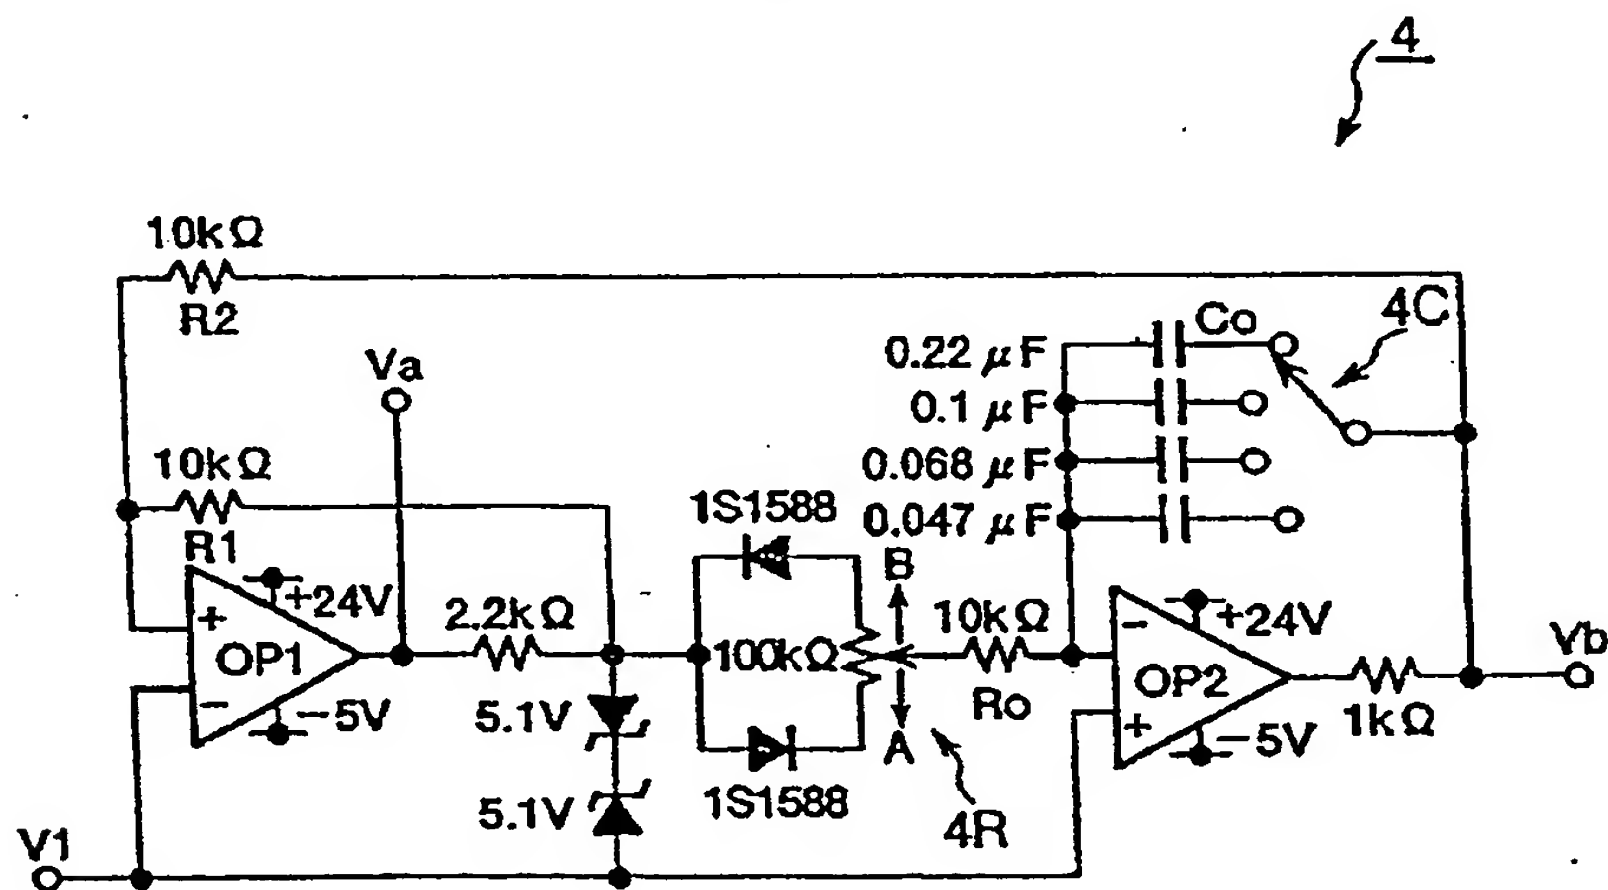 4
10kΩ
R2
Va
Co
4C
0.22 μF
0.1 μF
0.068 μF
0.047 μF
10kΩ
R1
1S1588
B
+24V
+
OP1
−
−5V
2.2kΩ
100kΩ
10kΩ
Ro
−
+24V
OP2
+
−5V
Vb
1kΩ
5.1V
A
5.1V
1S1588
4R
V1